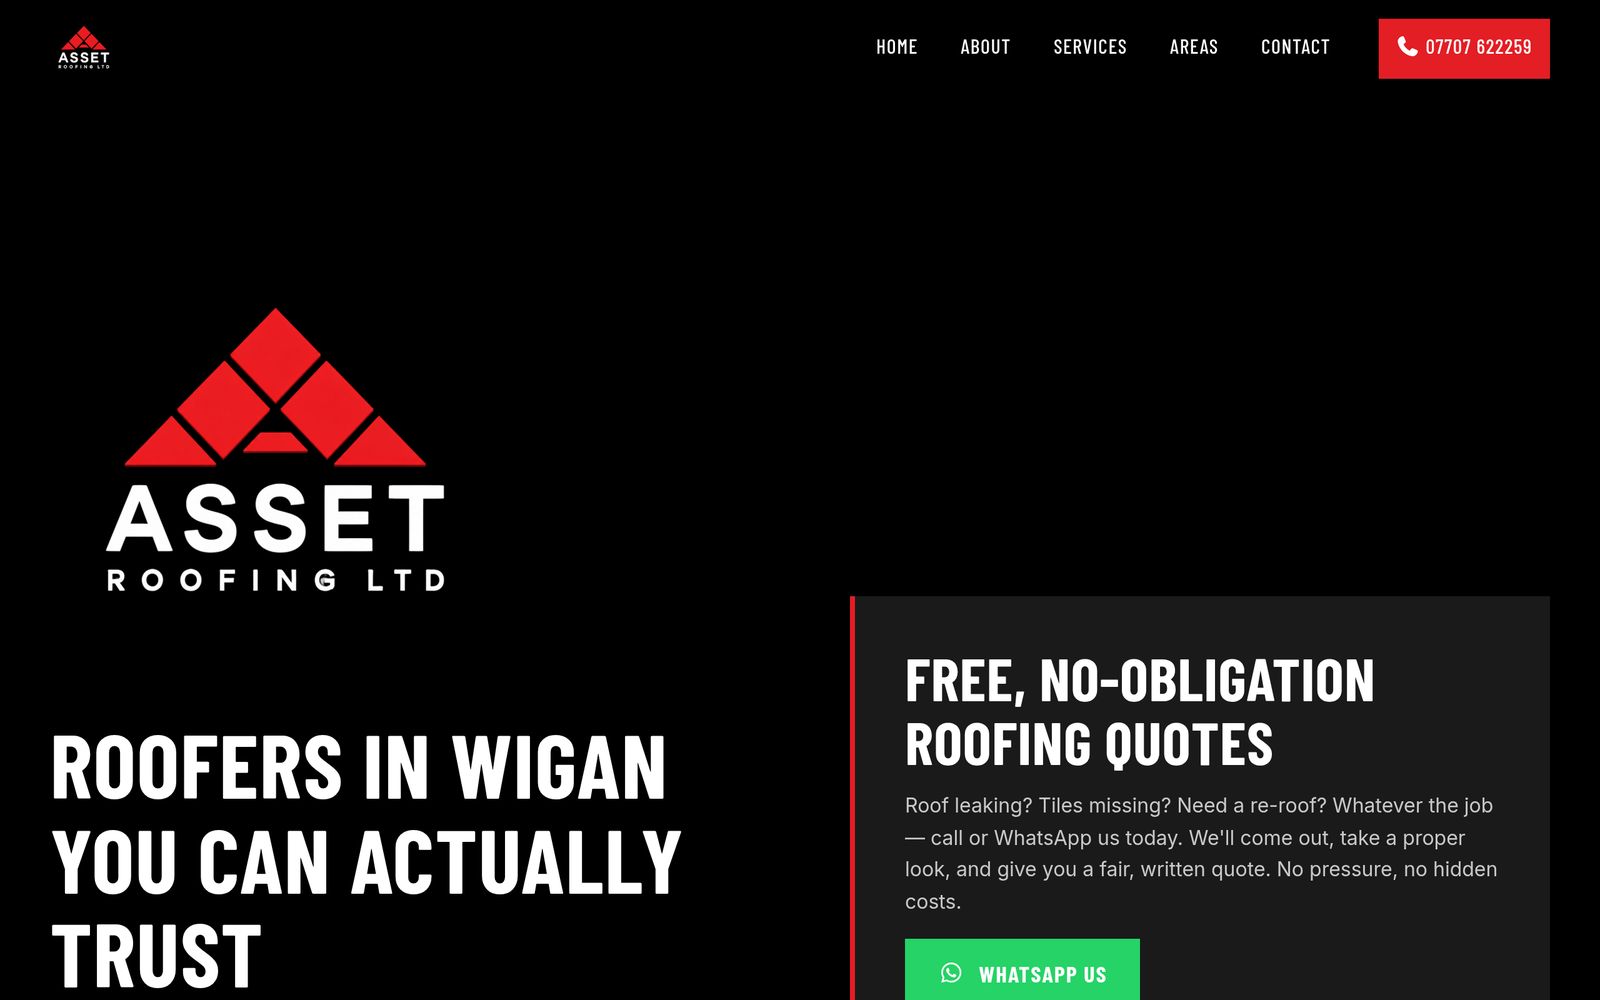 ASSET
ROOFING LTD
HOME
ABOUT
SERVICES
AREAS
CONTACT
07707 622259
ASSET
ROOFING LTD
ROOFERS IN WIGAN
YOU CAN ACTUALLY
TRUST
FREE, NO-OBLIGATION
ROOFING QUOTES
Roof leaking? Tiles missing? Need a re-roof? Whatever the job
— call or WhatsApp us today. We'll come out, take a proper
look, and give you a fair, written quote. No pressure, no hidden
costs.
WHATSAPP US